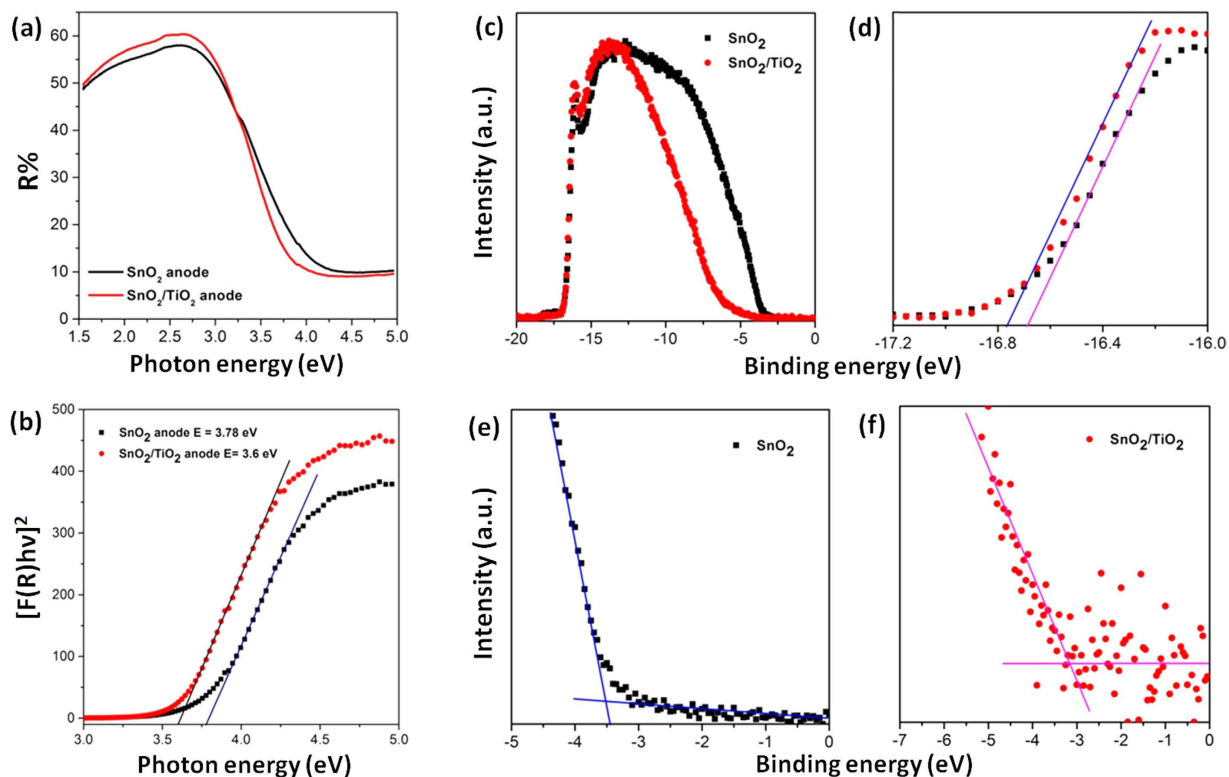 (a)
60
50
40
30
20
10
0
R%
SnO₂ anode
SnO₂/TiO₂ anode
1.5 2.0 2.5 3.0 3.5 4.0 4.5 5.0
Photon energy (eV)
(c)
SnO₂
SnO₂/TiO₂
Intensity (a.u.)
-20 -15 -10 -5 0
(d)
-17.2 -16.8 -16.4 -16.0
Binding energy (eV)
(b)
500
400
300
200
100
0
[F(R)hν]²
SnO₂ anode E = 3.78 eV
SnO₂/TiO₂ anode E= 3.6 eV
3.0 3.5 4.0 4.5 5.0
Photon energy (eV)
(e)
SnO₂
Intensity (a.u.)
-5 -4 -3 -2 -1 0
(f)
SnO₂/TiO₂
-7 -6 -5 -4 -3 -2 -1 0
Binding energy (eV)